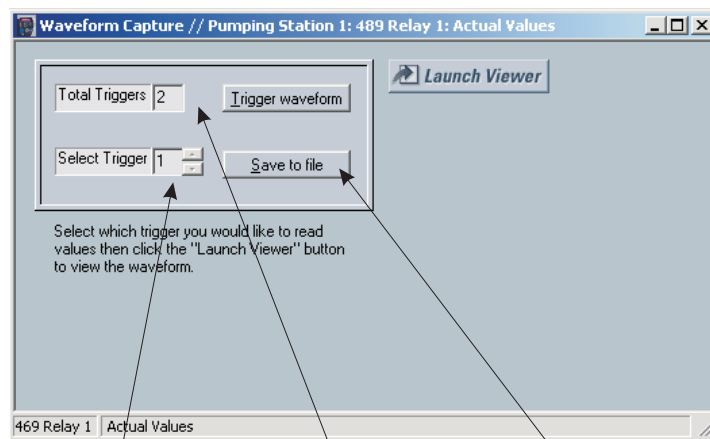 Waveform Capture // Pumping Station 1: 489 Relay 1: Actual Values
Launch Viewer
Total Triggers 2
Trigger waveform
Select Trigger 1
Save to file
Select which trigger you would like to read
values then click the "Launch Viewer" button
to view the waveform.
469 Relay 1 Actual Values